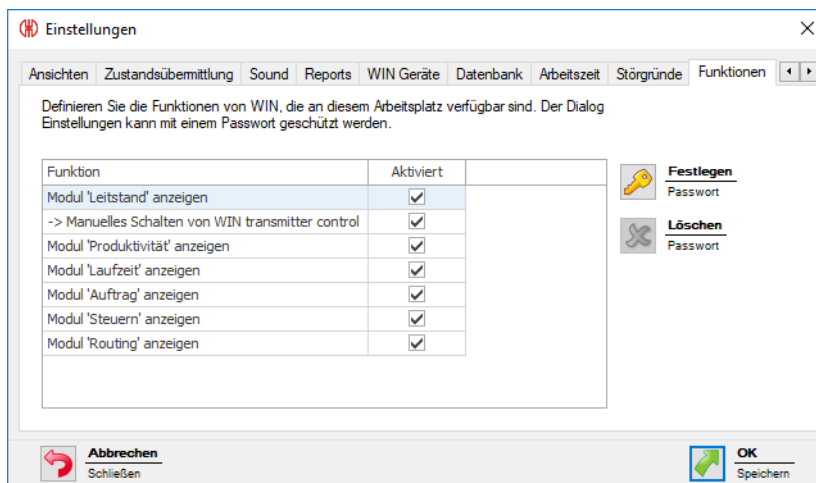 Einstellungen
Ansichten Zustandsübermittlung Sound Reports WIN Geräte Datenbank Arbeitszeit Störgründe Funktionen
Definieren Sie die Funktionen von WIN, die an diesem Arbeitsplatz verfügbar sind. Der Dialog
Einstellungen kann mit einem Passwort geschützt werden.
Funktion Aktiviert
Modul 'Leitstand' anzeigen
-> Manuelles Schalten von WIN transmitter control
Modul 'Produktivität' anzeigen
Modul 'Laufzeit' anzeigen
Modul 'Auftrag' anzeigen
Modul 'Steuern' anzeigen
Modul 'Routing' anzeigen
Festlegen
Passwort
Löschen
Passwort
Abbrechen
Schließen
OK
Speichern